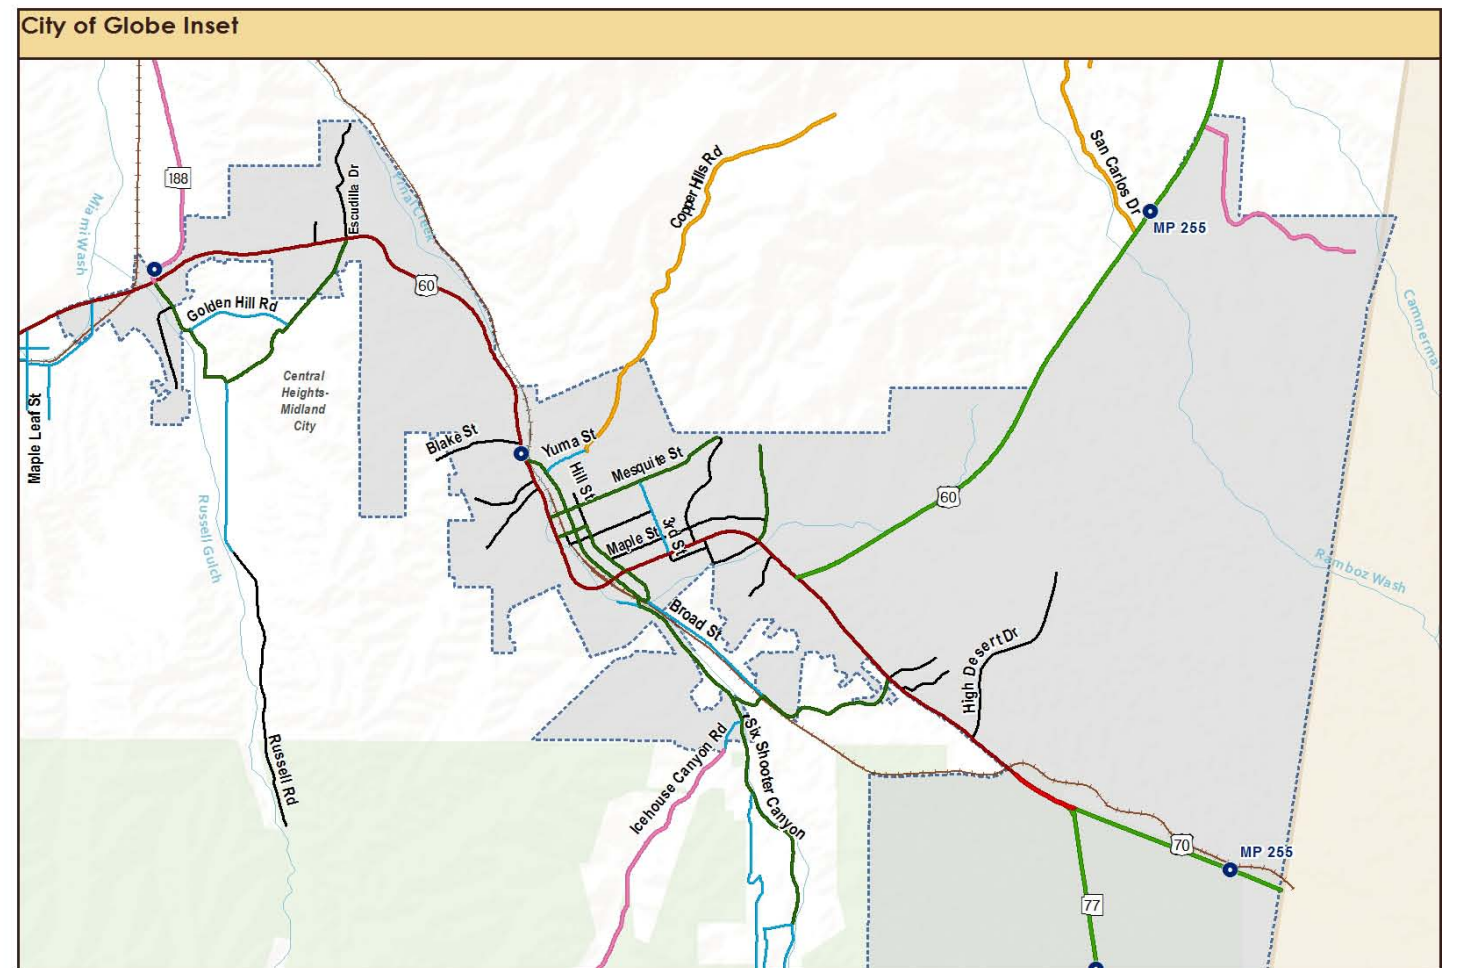 City of Globe Inset
188
Miami Wash
Escudilla Dr
Pinal Creek
Copper Hills Rd
San Carlos Dr
MP 255
60
Golden Hill Rd
Cammerma
Central
Heights-
Midland
City
Maple Leaf St
Blake St
Yuma St
Hill St
Mesquite St
60
Russell Gulch
Maple St
3rd St
Ramboz Wash
Broad St
High Desert Dr
Russell Rd
Icehouse Canyon Rd
Six Shooter Canyon
70
MP 255
77